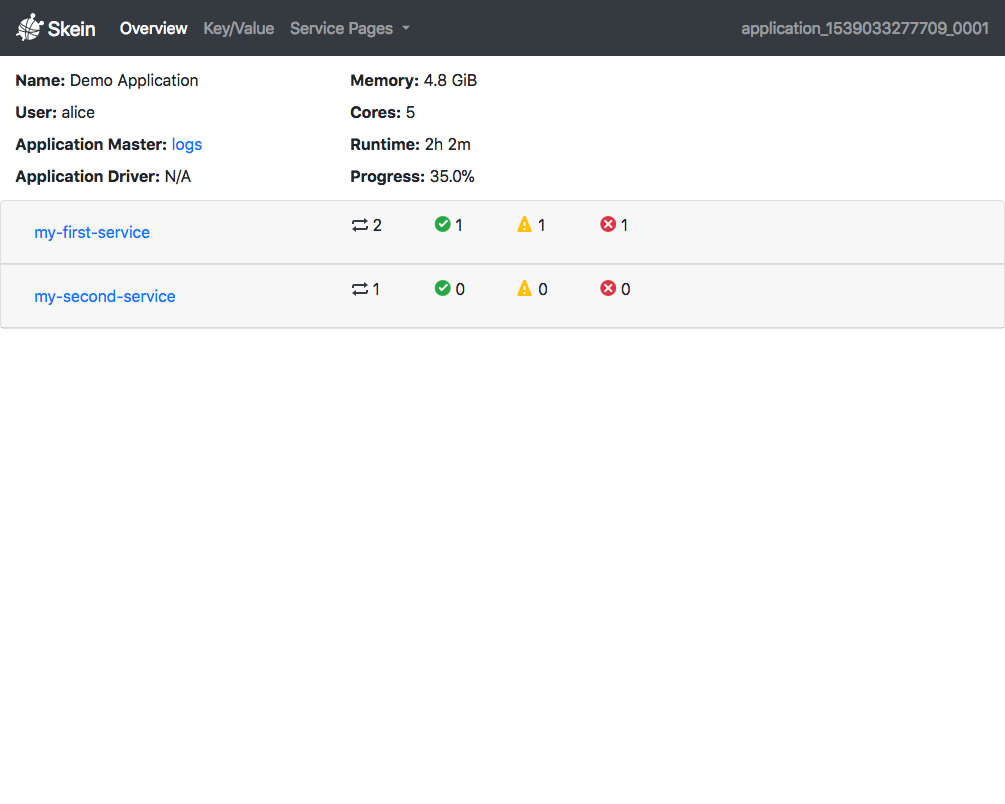 Skein Overview Key/Value Service Pages application_1539033277709_0001
Name: Demo Application Memory: 4.8 GiB
User: alice Cores: 5
Application Master: logs Runtime: 2h 2m
Application Driver: N/A Progress: 35.0%
my-first-service 2 1 1 1
my-second-service 1 0 0 0